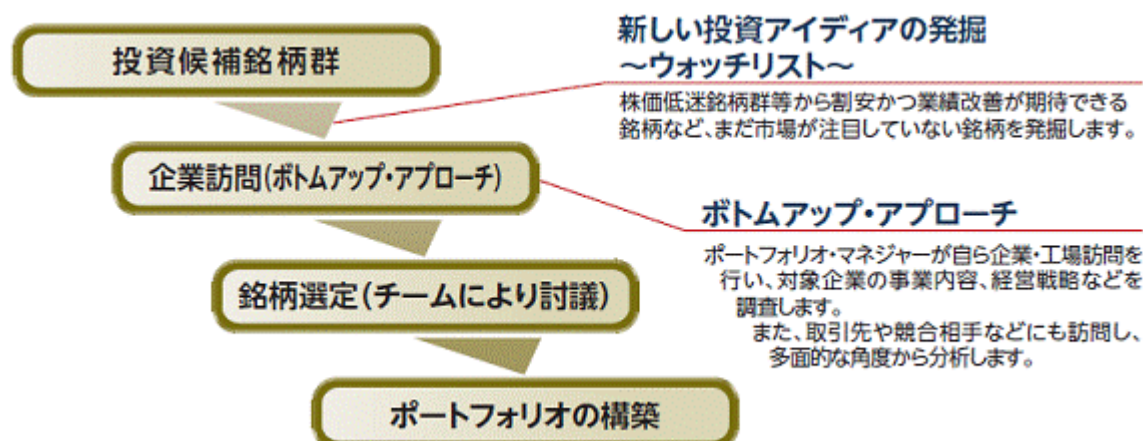 投資候補銘柄群
新しい投資アイディアの発掘
～ウォッチリスト～
株価低迷銘柄群等から割安かつ業績改善が期待できる
銘柄など、まだ市場が注目していない銘柄を発掘します。
企業訪問(ボトムアップ・アプローチ)
ボトムアップ・アプローチ
ポートフォリオ・マネジャーが自ら企業・工場訪問を
行い、対象企業の事業内容、経営戦略などを
調査します。
また、取引先や競合相手などにも訪問し、
多面的な角度から分析します。
銘柄選定(チームにより討議)
ポートフォリオの構築